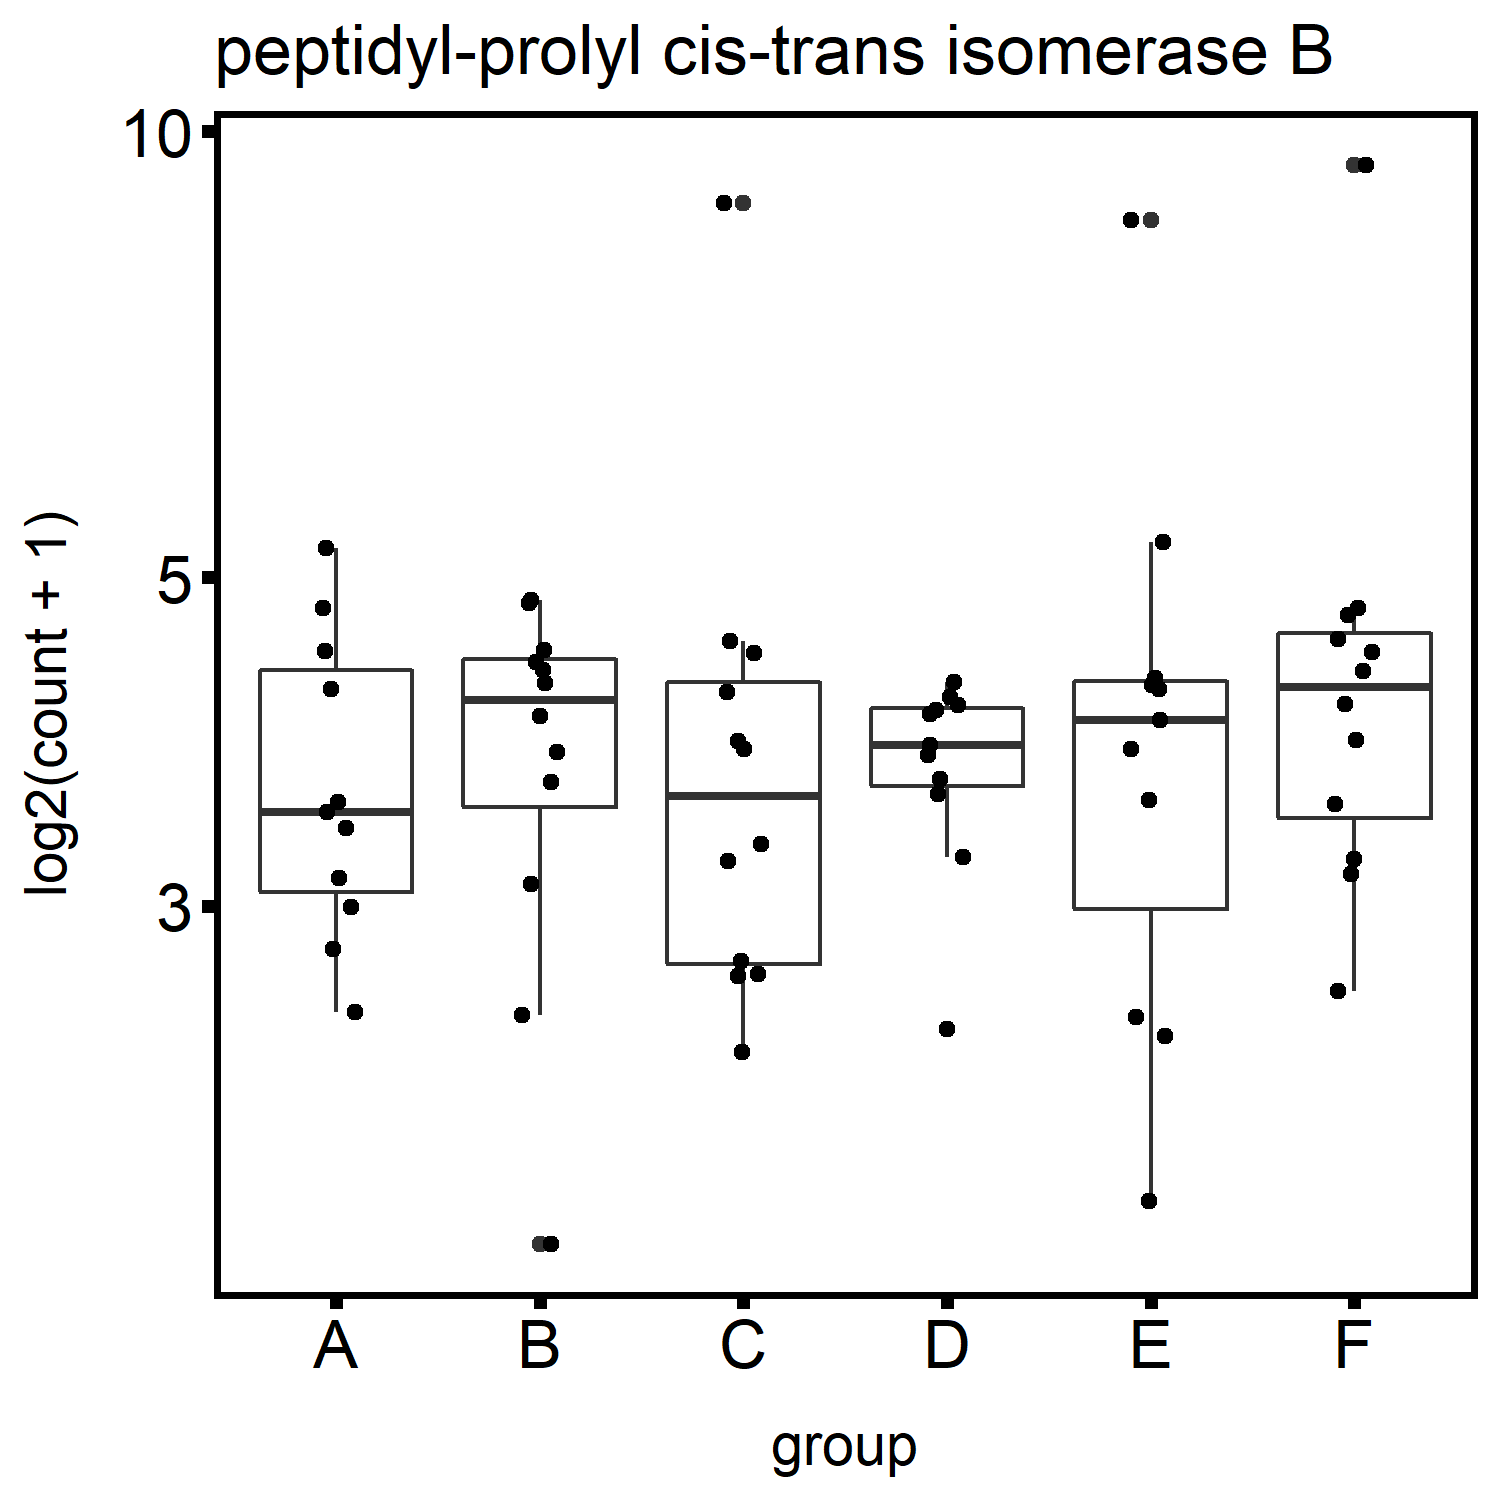 peptidyl-prolyl cis-trans isomerase B
10
5
3
log2(count + 1)
A B C D E F
group